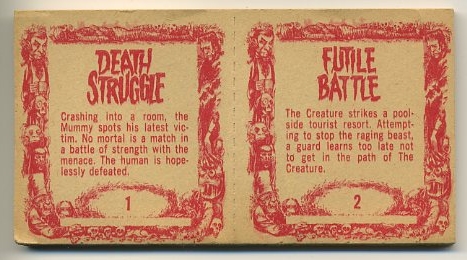 DEATH
STRUGGLE
Crashing into a room, the
Mummy spots his latest vic-
tim. No mortal is a match in
a battle of strength with the
menace. The human is hope-
lessly defeated.
1
FUTILE
BATTLE
The Creature strikes a pool-
side tourist resort. Attempt-
ing to stop the raging beast,
a guard learns too late not
to get in the path of The
Creature.
2